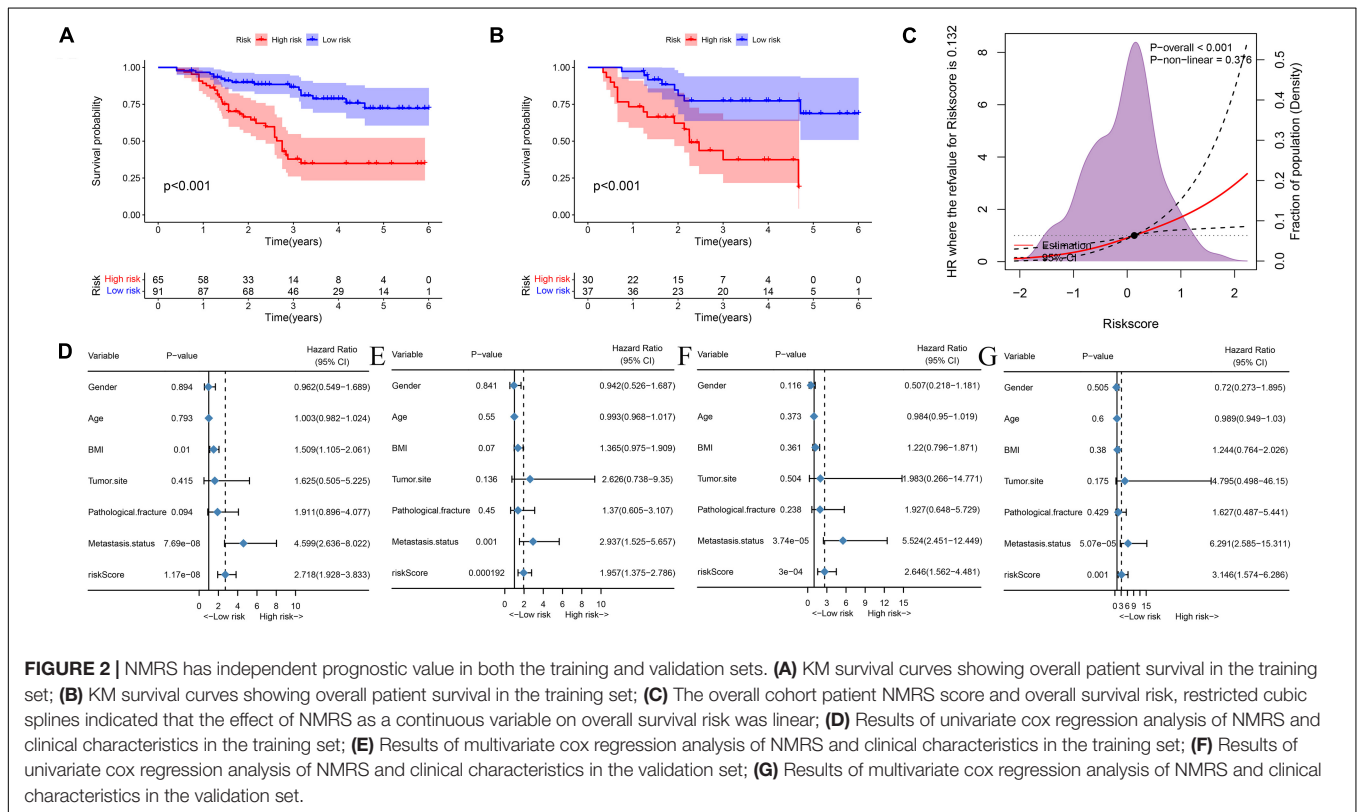 A
Risk High risk Low risk
Survival probability
1.00
0.75
0.50
0.25
0.00
p<0.001
0 1 2 3 4 5 6
Time(years)
Risk
High risk 65 58 33 14 8 4 0
Low risk 91 87 68 46 29 14 1
0 1 2 3 4 5 6
Time(years)
B
Risk High risk Low risk
Survival probability
1.00
0.75
0.50
0.25
0.00
p<0.001
0 1 2 3 4 5 6
Time(years)
Risk
High risk 30 22 15 7 4 0 0
Low risk 37 36 23 20 14 5 1
0 1 2 3 4 5 6
Time(years)
C
HR where the refvalue for Riskscore is 0.132
8
6
4
2
0
P-overall < 0.001
P-non-linear = 0.376
Estimation
95% CI
0.5
0.4
0.3
0.2
0.1
0.0
Fraction of population (Density)
−2 −1 0 1 2
Riskscore
D
Variable P-value Hazard Ratio
(95% CI)
Gender 0.894 0.962(0.549−1.689)
Age 0.793 1.003(0.982−1.024)
BMI 0.01 1.509(1.105−2.061)
Tumor.site 0.415 1.625(0.505−5.225)
Pathological.fracture 0.094 1.911(0.896−4.077)
Metastasis.status 7.69e−08 4.599(2.636−8.022)
riskScore 1.17e−08 2.718(1.928−3.833)
0 2 4 6 8 10
<−Low risk High risk−>
E
Variable P-value Hazard Ratio
(95% CI)
Gender 0.841 0.942(0.526−1.687)
Age 0.55 0.993(0.968−1.017)
BMI 0.07 1.365(0.975−1.909)
Tumor.site 0.136 2.626(0.738−9.35)
Pathological.fracture 0.45 1.37(0.605−3.107)
Metastasis.status 0.001 2.937(1.525−5.657)
riskScore 0.000192 1.957(1.375−2.786)
0 2 4 6 8 10
<−Low risk High risk−>
F
Variable P-value Hazard Ratio
(95% CI)
Gender 0.116 0.507(0.218−1.181)
Age 0.373 0.984(0.95−1.019)
BMI 0.361 1.22(0.796−1.871)
Tumor.site 0.504 1.983(0.266−14.771)
Pathological.fracture 0.238 1.927(0.648−5.729)
Metastasis.status 3.74e−05 5.524(2.451−12.449)
riskScore 3e−04 2.646(1.562−4.481)
0 3 6 9 12 15
<−Low risk High risk−>
G
Variable P-value Hazard Ratio
(95% CI)
Gender 0.505 0.72(0.273−1.895)
Age 0.6 0.989(0.949−1.03)
BMI 0.38 1.244(0.764−2.026)
Tumor.site 0.175 4.795(0.498−46.15)
Pathological.fracture 0.429 1.627(0.487−5.441)
Metastasis.status 5.07e−05 6.291(2.585−15.311)
riskScore 0.001 3.146(1.574−6.286)
0 3 6 9 15
<−Low risk High risk−>
FIGURE 2 | NMRS has independent prognostic value in both the training and validation sets. (A) KM survival curves showing overall patient survival in the training
set; (B) KM survival curves showing overall patient survival in the training set; (C) The overall cohort patient NMRS score and overall survival risk, restricted cubic
splines indicated that the effect of NMRS as a continuous variable on overall survival risk was linear; (D) Results of univariate cox regression analysis of NMRS and
clinical characteristics in the training set; (E) Results of multivariate cox regression analysis of NMRS and clinical characteristics in the training set; (F) Results of
univariate cox regression analysis of NMRS and clinical characteristics in the validation set; (G) Results of multivariate cox regression analysis of NMRS and clinical
characteristics in the validation set.